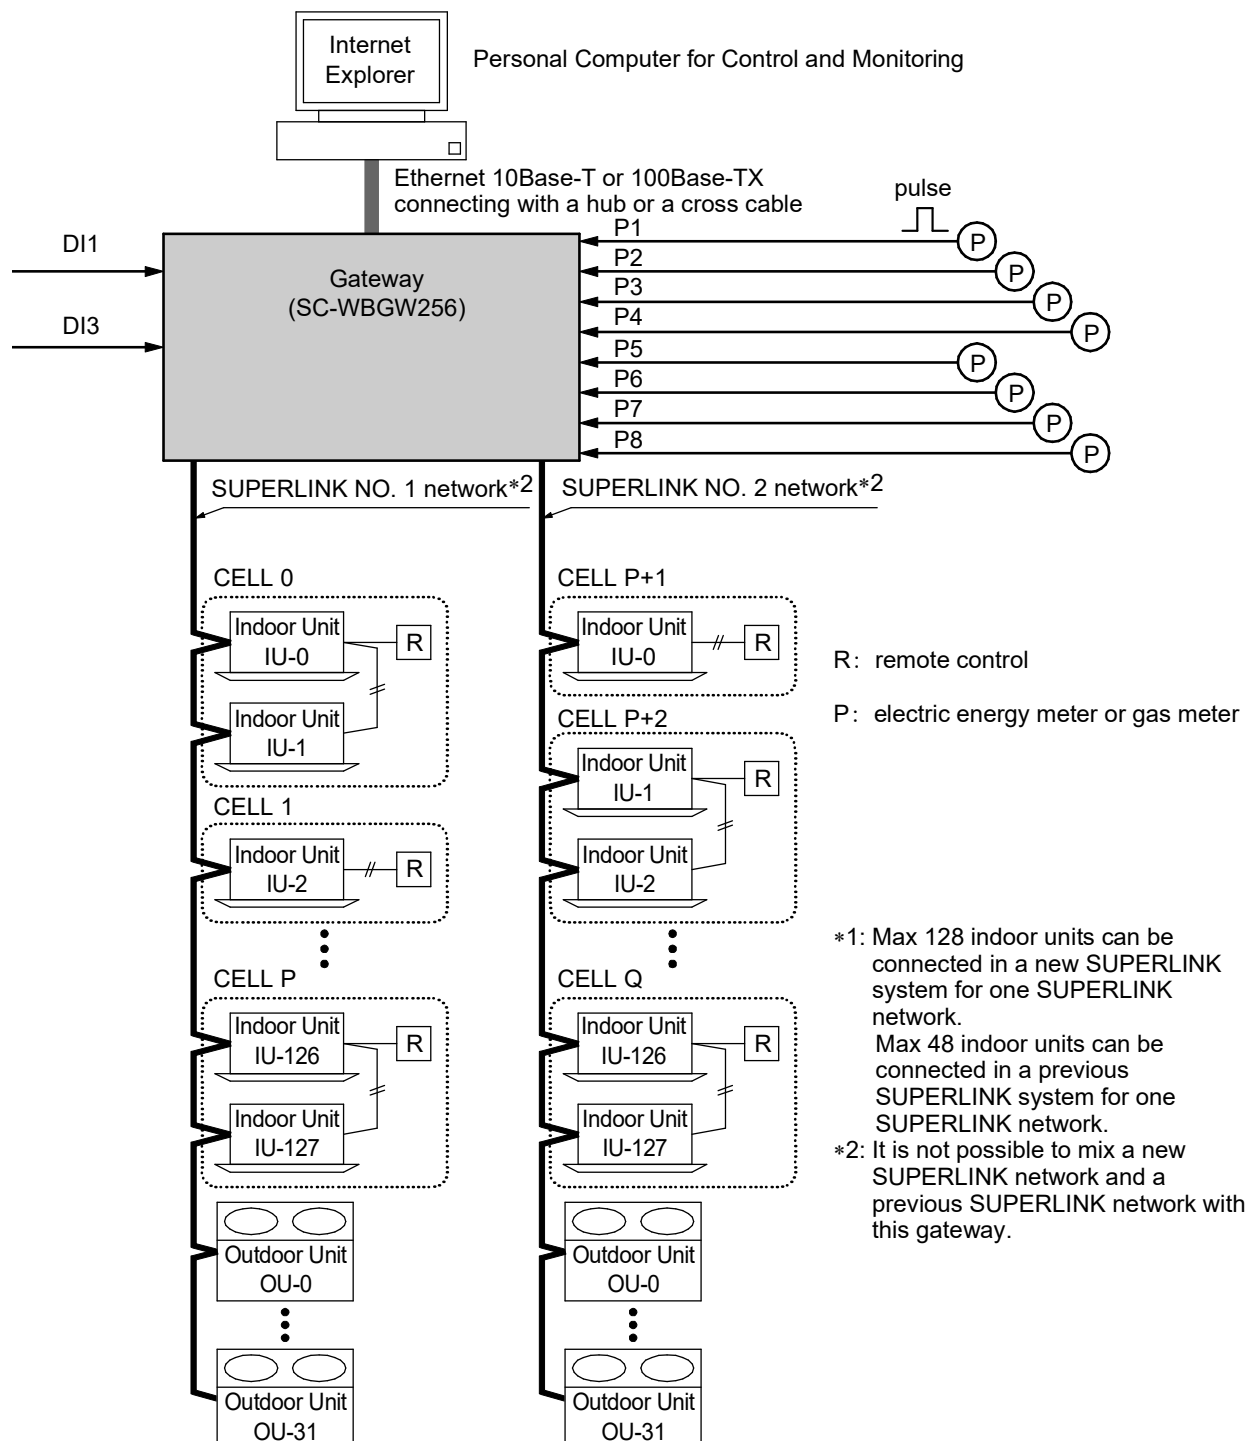 Internet
Explorer
Personal Computer for Control and Monitoring
Ethernet 10Base-T or 100Base-TX
connecting with a hub or a cross cable
pulse
DI1
DI3
Gateway
(SC-WBGW256)
P1
P
P2
P
P3
P
P4
P
P5
P
P6
P
P7
P
P8
P
SUPERLINK NO. 1 network*2
SUPERLINK NO. 2 network*2
CELL 0
Indoor Unit
IU-0
R
Indoor Unit
IU-1
CELL 1
Indoor Unit
IU-2
R
CELL P
Indoor Unit
IU-126
R
Indoor Unit
IU-127
Outdoor Unit
OU-0
Outdoor Unit
OU-31
CELL P+1
Indoor Unit
IU-0
R
CELL P+2
Indoor Unit
IU-1
R
Indoor Unit
IU-2
CELL Q
Indoor Unit
IU-126
R
Indoor Unit
IU-127
Outdoor Unit
OU-0
Outdoor Unit
OU-31
R: remote control
P: electric energy meter or gas meter
*1: Max 128 indoor units can be
connected in a new SUPERLINK
system for one SUPERLINK
network.
Max 48 indoor units can be
connected in a previous
SUPERLINK system for one
SUPERLINK network.
*2: It is not possible to mix a new
SUPERLINK network and a
previous SUPERLINK network with
this gateway.